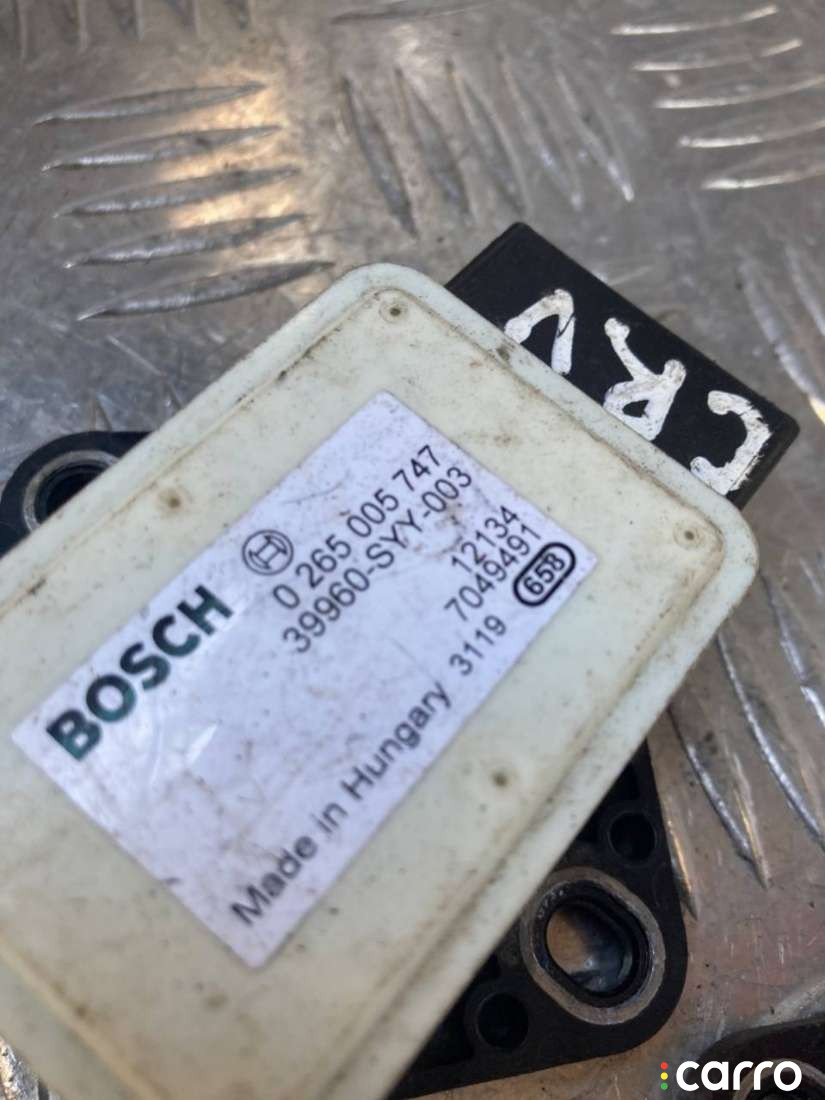 CRV
BOSCH
0 265 005 747
39960-SYY-003
12134
7049491
Made in Hungary 3119 658
carro